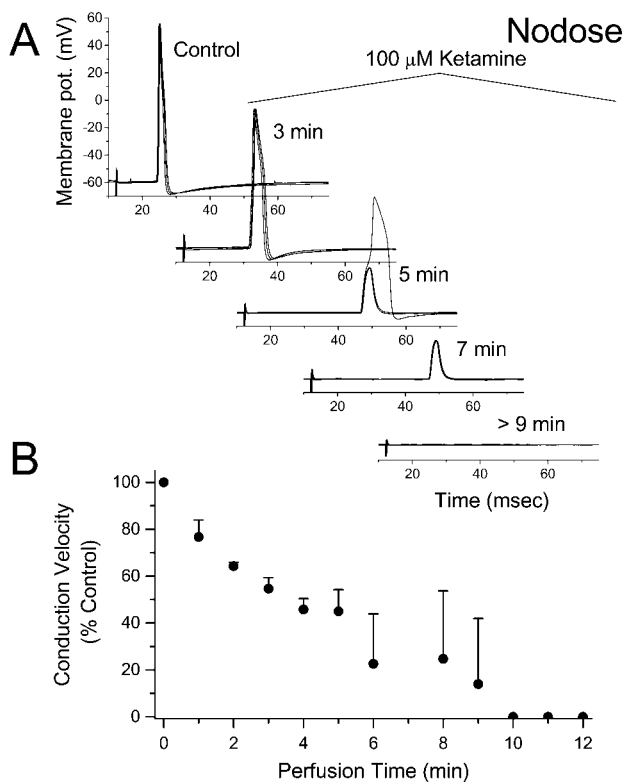 A
Nodose
Membrane pot. (mV)
60
40
20
0
-20
-40
-60
Control
100 µM Ketamine
20 40 60
3 min
20 40 60
5 min
20 40 60
7 min
20 40 60
> 9 min
20 40 60
Time (msec)
B
Conduction Velocity
(% Control)
100
80
60
40
20
0
0 2 4 6 8 10 12
Perfusion Time (min)